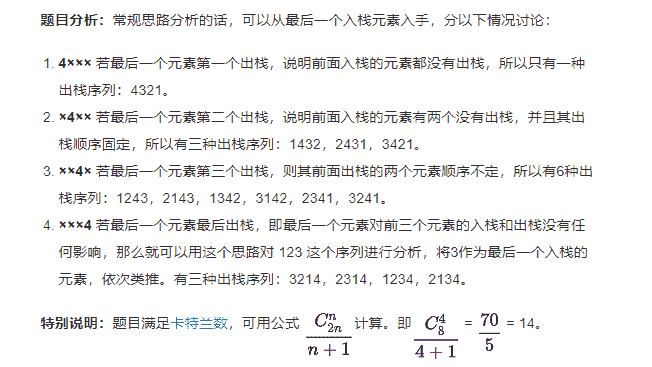 题目分析：常规思路分析的话，可以从最后一个入栈元素入手，分以下情况讨论：
1. 4××× 若最后一个元素第一个出栈，说明前面入栈的元素都没有出栈，所以只有一种
出栈序列：4321。
2. ×4×× 若最后一个元素第二个出栈，说明前面入栈的元素有两个没有出栈，并且其出
栈顺序固定，所以有三种出栈序列：1432，2431，3421。
3. ××4× 若最后一个元素第三个出栈，则其前面出栈的两个元素顺序不定，所以有6种出
栈序列：1243，2143，1342，3142，2341，3241。
4. ×××4 若最后一个元素最后出栈，即最后一个元素对前三个元素的入栈和出栈没有任
何影响，那么就可以用这个思路对 123 这个序列进行分析，将3作为最后一个入栈的
元素，依次类推。有三种出栈序列：3214，2314，1234，2134。
特别说明：题目满足卡特兰数，可用公式 $\frac{C_{2n}^{n}}{n+1}$ 计算。即 $\frac{C_{8}^{4}}{4+1}$ = $\frac{70}{5}$ = 14。